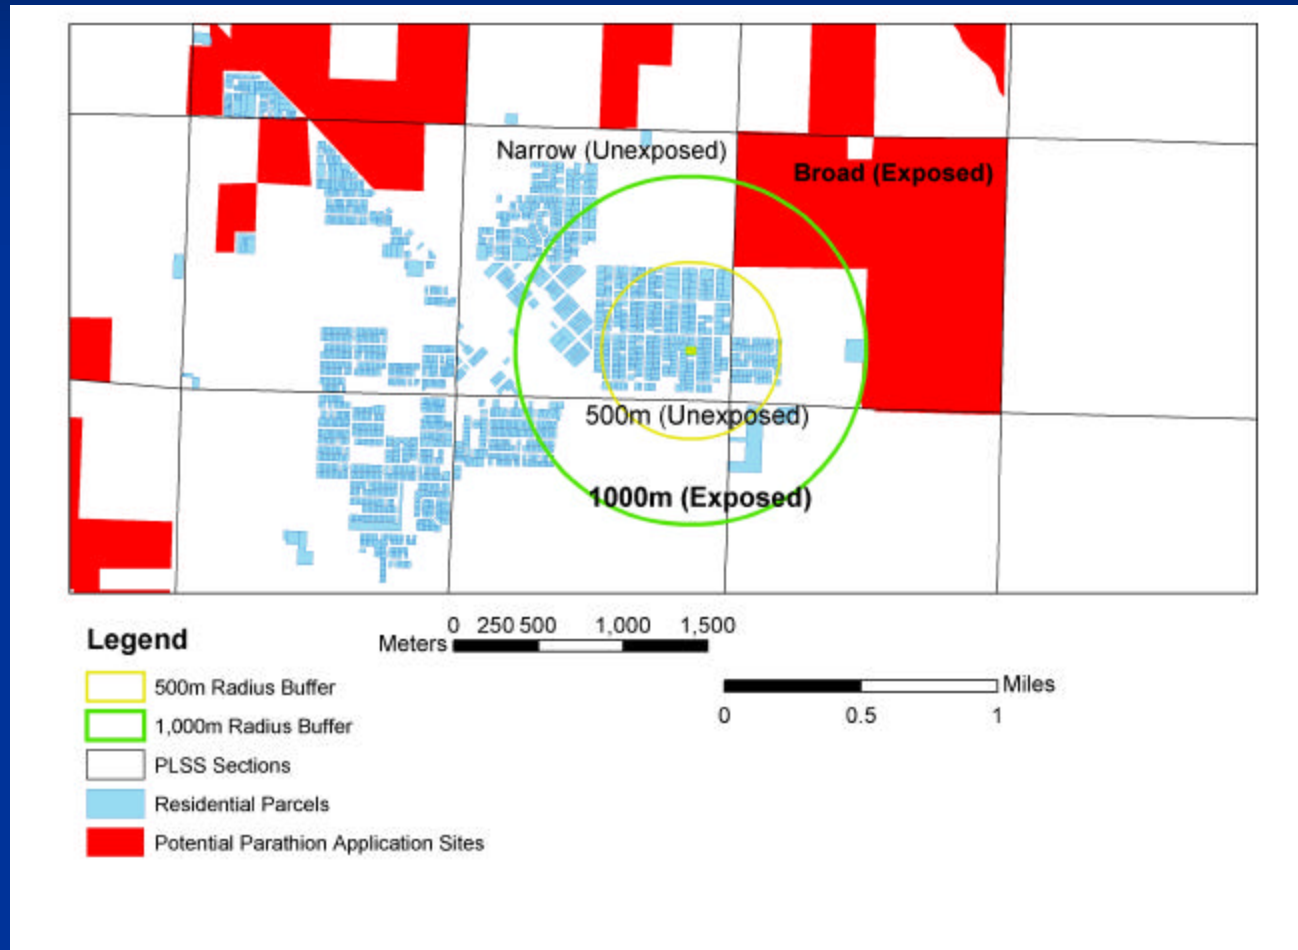 Narrow (Unexposed)
Broad (Exposed)
500m (Unexposed)
1000m (Exposed)
Legend
500m Radius Buffer
1,000m Radius Buffer
PLSS Sections
Residential Parcels
Potential Parathion Application Sites
0 250 500 1,000 1,500
Meters
Miles
0 0.5 1